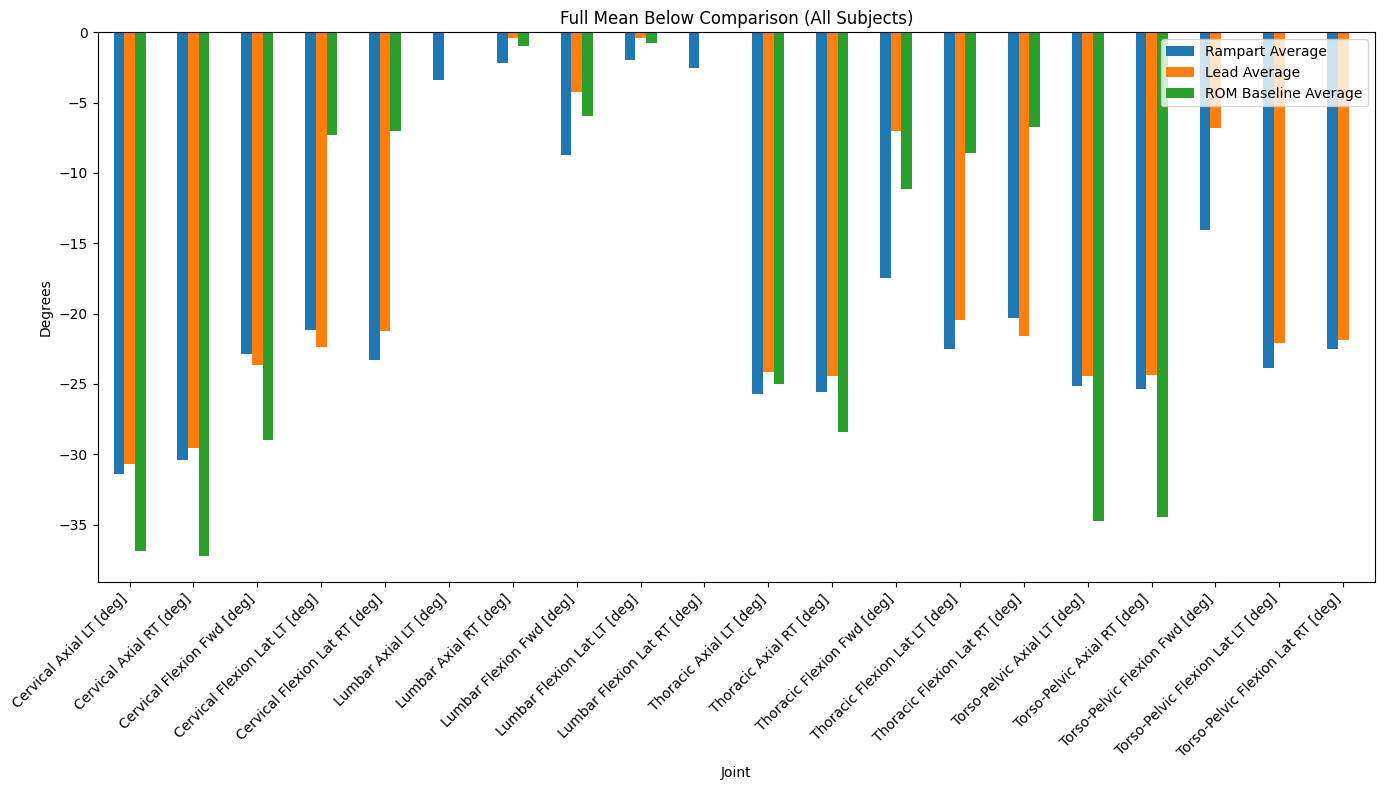 Full Mean Below Comparison (All Subjects)
Rampart Average
Lead Average
ROM Baseline Average
Degrees
0
−5
−10
−15
−20
−25
−30
−35
Cervical Axial LT [deg]
Cervical Axial RT [deg]
Cervical Flexion Fwd [deg]
Cervical Flexion Lat LT [deg]
Cervical Flexion Lat RT [deg]
Lumbar Axial LT [deg]
Lumbar Axial RT [deg]
Lumbar Flexion Fwd [deg]
Lumbar Flexion Lat LT [deg]
Lumbar Flexion Lat RT [deg]
Thoracic Axial LT [deg]
Thoracic Axial RT [deg]
Thoracic Flexion Fwd [deg]
Thoracic Flexion Lat LT [deg]
Thoracic Flexion Lat RT [deg]
Torso-Pelvic Axial LT [deg]
Torso-Pelvic Axial RT [deg]
Torso-Pelvic Flexion Fwd [deg]
Torso-Pelvic Flexion Lat LT [deg]
Torso-Pelvic Flexion Lat RT [deg]
Joint